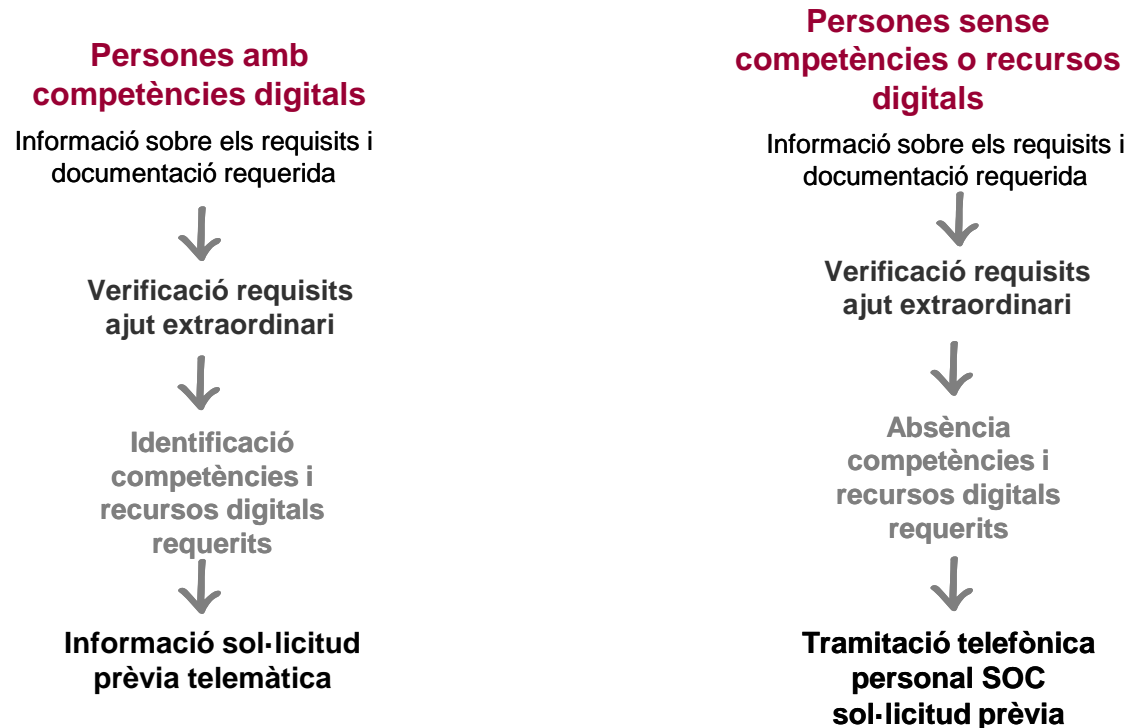 Persones amb
competències digitals
Informació sobre els requisits i
documentació requerida
Verificació requisits
ajut extraordinari
Identificació
competències i
recursos digitals
requerits
Informació sol·licitud
prèvia telemàtica
Persones sense
competències o recursos
digitals
Informació sobre els requisits i
documentació requerida
Verificació requisits
ajut extraordinari
Absència
competències i
recursos digitals
requerits
Tramitació telefònica
personal SOC
sol·licitud prèvia